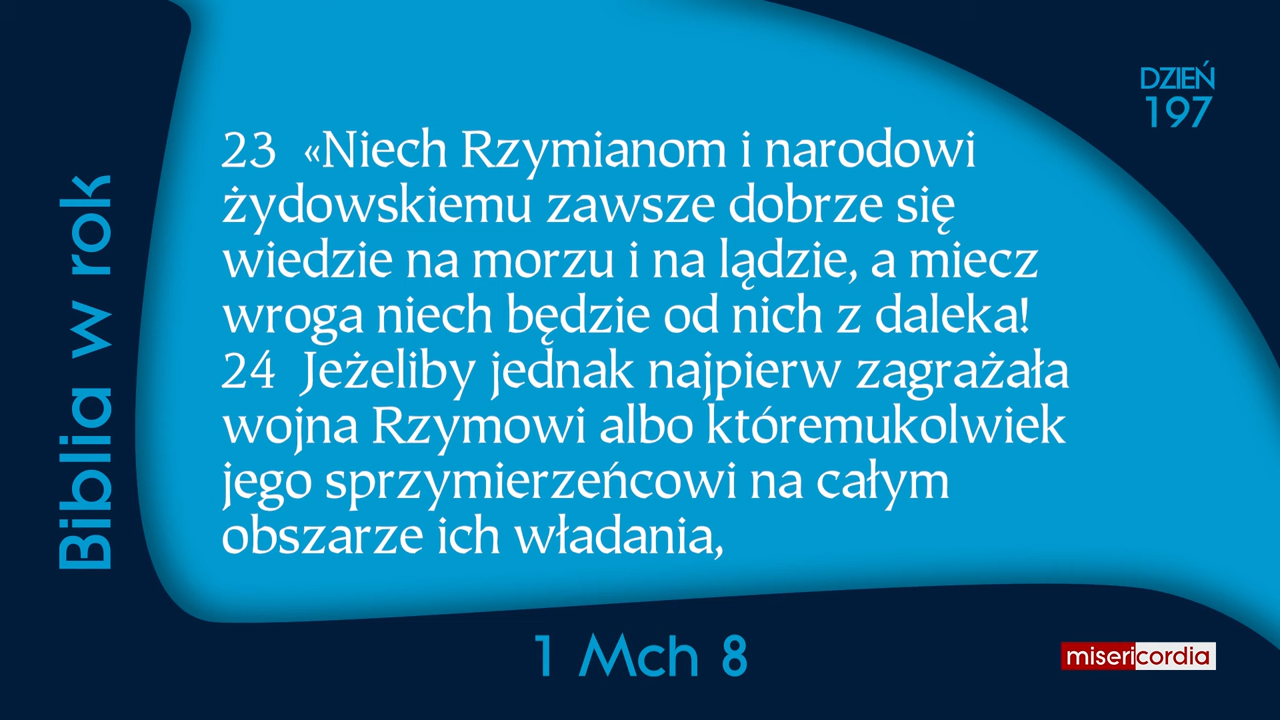 DZIEŃ
197
Biblia w rok
23 «Niech Rzymianom i narodowi
żydowskiemu zawsze dobrze się
wiedzie na morzu i na lądzie, a miecz
wroga niech będzie od nich z daleka!
24 Jeżeliby jednak najpierw zagrażała
wojna Rzymowi albo któremukolwiek
jego sprzymierzeńcowi na całym
obszarze ich władania,
1 Mch 8
misericordia